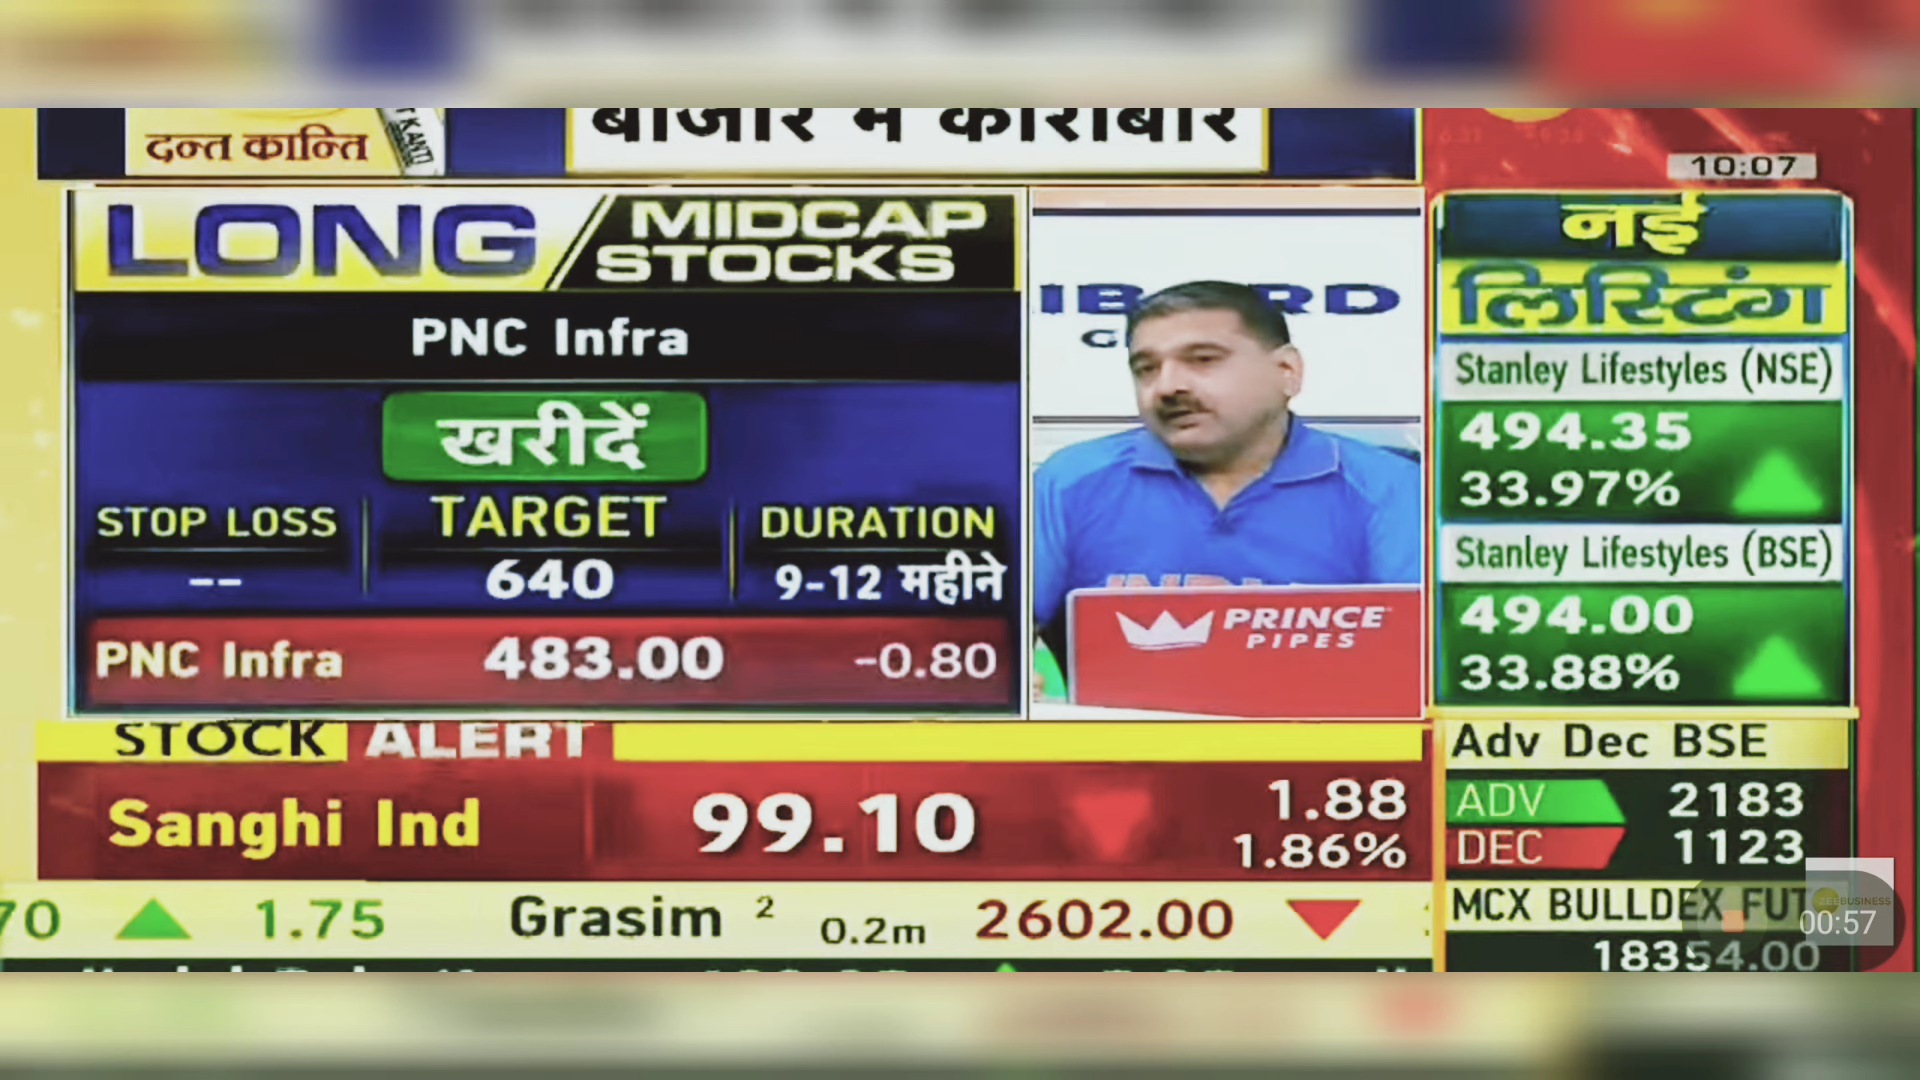 दन्त कान्ति
KANTI
बाजार में कारोबार
10:07
LONG
MIDCAP
STOCKS
PNC Infra
खरीदें
STOP LOSS
TARGET
DURATION
--
640
9-12 महीने
PNC Infra 483.00 -0.80
PRINCE
PIPES
नई
लिस्टिंग
Stanley Lifestyles (NSE)
494.35
33.97%
Stanley Lifestyles (BSE)
494.00
33.88%
STOCK ALERT
Sanghi Ind 99.10
1.88
1.86%
Adv Dec BSE
ADV 2183
DEC 1123
70 1.75 Grasim 2 0.2m 2602.00
MCX BULLDEX FUT
18354.00
ZEEBUSINESS
00:57